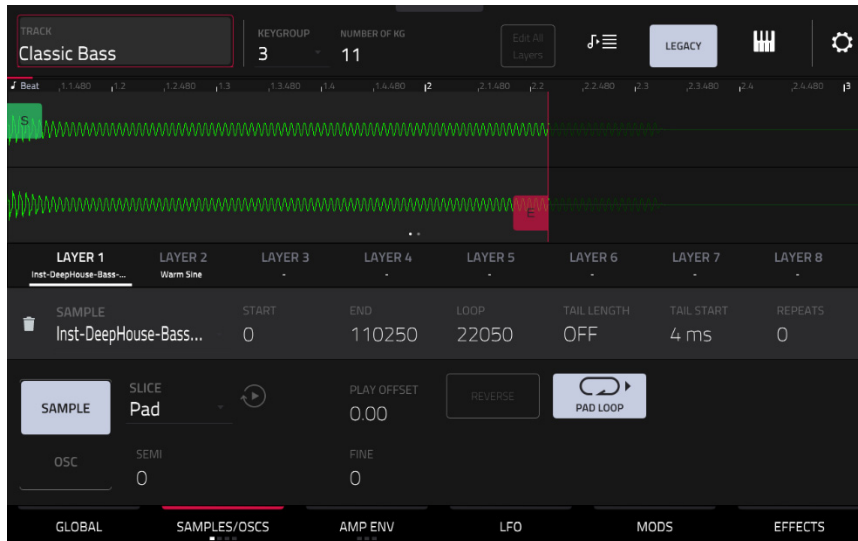 TRACK
Classic Bass
KEYGROUP
3
NUMBER OF KG
11
Edit All
Layers
LEGACY
Beat 1.1.480 1.2 1.2.480 1.3 1.3.480 1.4 1.4.480 2 2.1.480 2.2 2.2.480 2.3 2.3.480 2.4 2.4.480 3
S
E
LAYER 1 LAYER 2 LAYER 3 LAYER 4 LAYER 5 LAYER 6 LAYER 7 LAYER 8
Inst-DeepHouse-Bass-... Warm Sine - - - - - -
SAMPLE START END LOOP TAIL LENGTH TAIL START REPEATS
Inst-DeepHouse-Bass... 0 110250 22050 OFF 4 ms 0
SAMPLE
SLICE
Pad
PLAY OFFSET
0.00
REVERSE
PAD LOOP
OSC
SEMI
0
FINE
0
GLOBAL SAMPLES/OSCS AMP ENV LFO MODS EFFECTS